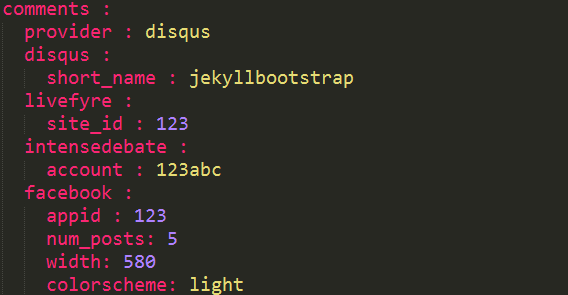 comments :
  provider : disqus
  disqus :
    short_name : jekyllbootstrap
  livefyre :
    site_id : 123
  intensedebate :
    account : 123abc
  facebook :
    appid : 123
    num_posts: 5
    width: 580
    colorscheme: light